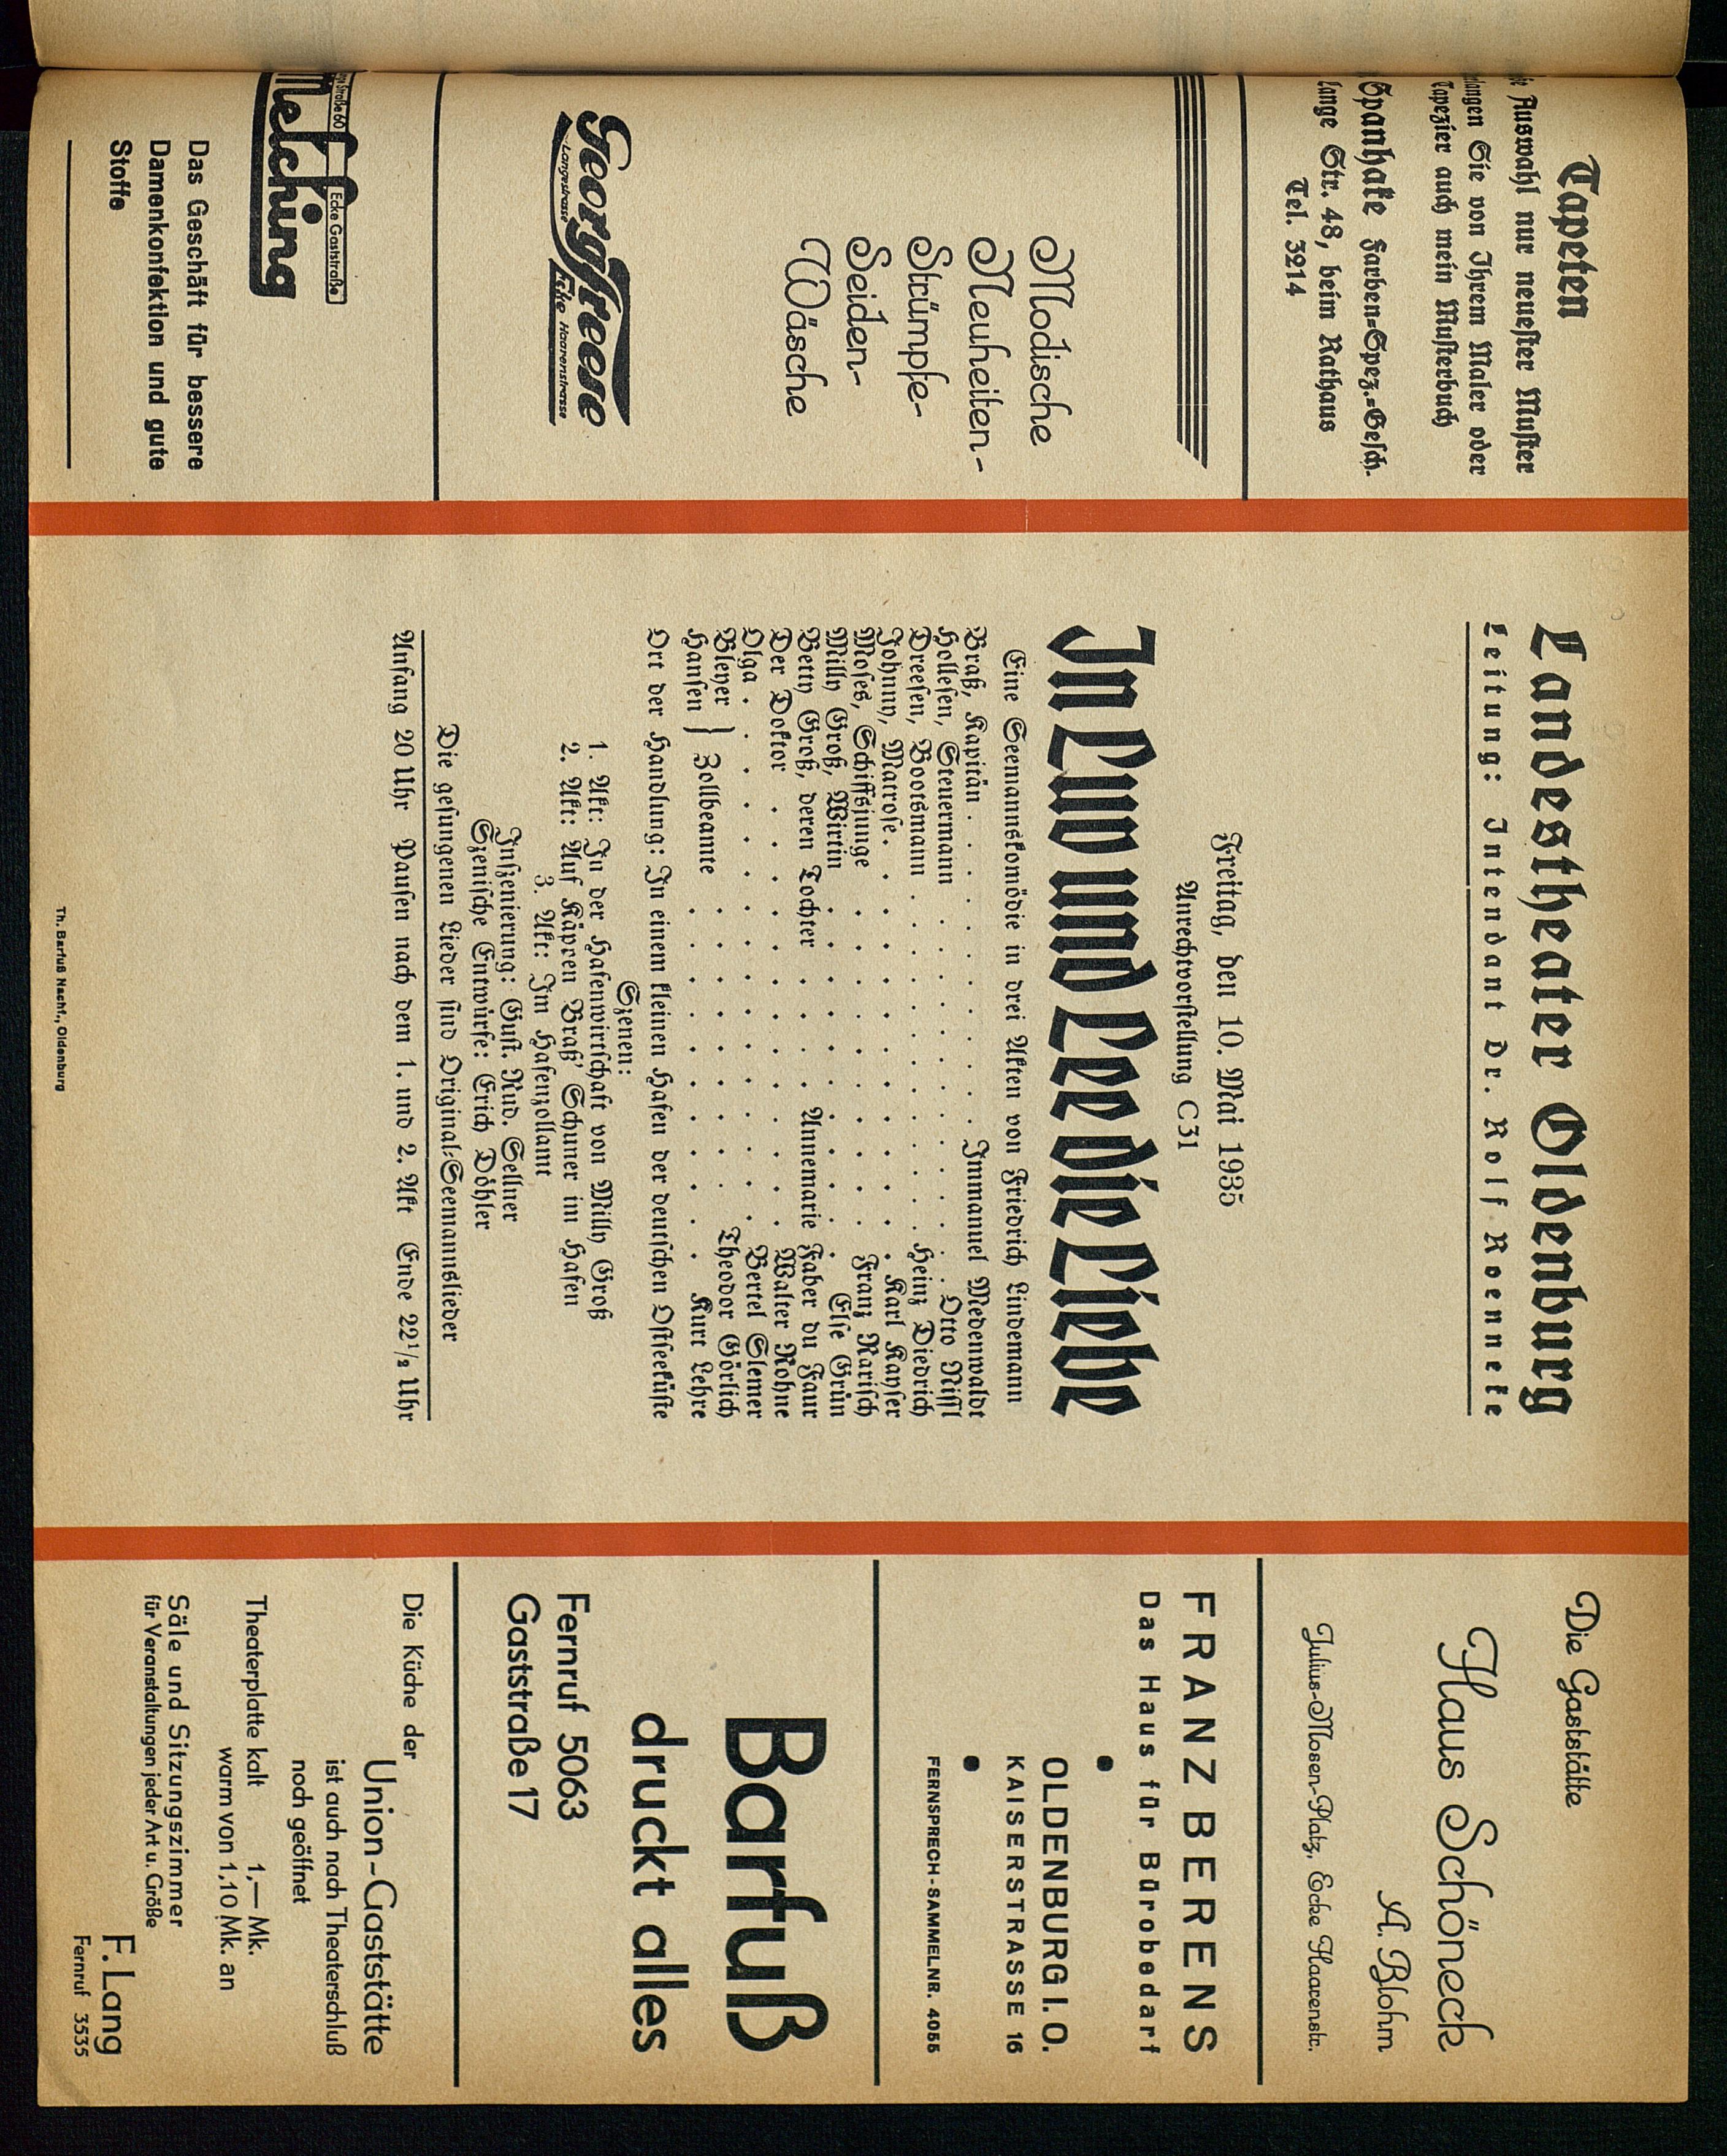 Tapeten
Auswahl nur neuester Muster
Sie von Ihrem Maler oder
Tapezier auch mein Musterbuch
Spanhake Farben-Spez.-Gesch.
Lange Str. 48, beim Rathaus
Tel. 3214
Modische
Neuheiten-
Strümpfe-
Seiden-
Wäsche
Georg Freese
Langestrasse Ecke Haarenstrasse
Straße 60 Ecke Gaststraße
Melching
Das Geschäft für bessere
Damenkonfektion und gute
Stoffe
Landestheater Oldenburg
Leitung: Intendant Dr. Rolf Roenneke
Freitag, den 10. Mai 1935
Anrechtvorstellung C 31
In Luv und Lee die Liebe
Eine Seemannskomödie in drei Akten von Friedrich Lindemann
Braß, Kapitän . . . . . . . . . . . Immanuel Medenwaldt
Hollesen, Steuermann . . . . . . . . . . . Otto Nissl
Dreesen, Bootsmann . . . . . . . . . . Heinz Diedrich
Johnny, Matrose . . . . . . . . . . . . Karl Kayser
Moses, Schiffsjunge . . . . . . . . . . Franz Rarisch
Milly Groß, Wirtin . . . . . . . . . . . Else Grün
Betty Groß, deren Tochter . . . . Annemarie Faber du Faur
Der Doktor . . . . . . . . . . . . Walter Rohne
Olga . . . . . . . . . . . . . . Bertel Slemer
Bleyer } Zollbeamte . . . . . . . . . Theodor Görlich
Hansen } . . . . . . . . . Kurt Lehre
Ort der Handlung: In einem kleinen Hafen der deutschen Ostseeküste
Szenen:
1. Akt: In der Hafenwirtschaft von Milly Groß
2. Akt: Auf Käpten Braß' Schuner im Hafen
3. Akt: Im Hafenzollamt
Inszenierung: Gust. Rud. Sellner
Szenische Entwürfe: Erich Döhler
Die gesungenen Lieder sind Original-Seemannslieder
Anfang 20 Uhr Pausen nach dem 1. und 2. Akt Ende 22½ Uhr
Th. Barfuß Nachf., Oldenburg
Die Gaststätte
Haus Schöneck
A. Blohm
Julius-Mosen-Platz, Ecke Haarenstr.
FRANZ BERENS
Das Haus für Bürobedarf
•
OLDENBURG I. O.
KAISERSTRASSE 16
•
FERNSPRECH-SAMMELNR. 4055
Barfuß
druckt alles
Fernruf 5063
Gaststraße 17
Die Küche der
Union-Gaststätte
ist auch nach Theaterschluß
noch geöffnet
Theaterplatte kalt 1,— Mk.
warm von 1,10 Mk. an
Säle und Sitzungszimmer
für Veranstaltungen jeder Art u. Größe
F. Lang
Fernruf 3535